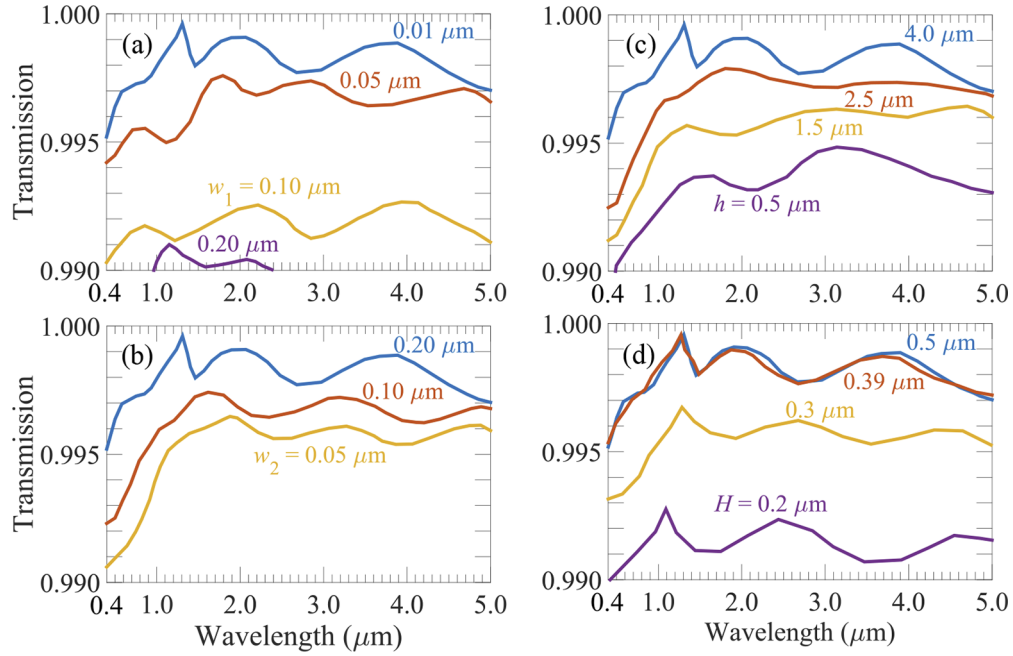 1.000
(a)
0.01 μm
0.05 μm
0.995
w1 = 0.10 μm
0.20 μm
0.990
0.4 1.0 2.0 3.0 4.0 5.0
Transmission
1.000
(c)
4.0 μm
2.5 μm
0.995
1.5 μm
h = 0.5 μm
0.990
0.4 1.0 2.0 3.0 4.0 5.0
1.000
(b)
0.20 μm
0.10 μm
0.995
w2 = 0.05 μm
0.990
0.4 1.0 2.0 3.0 4.0 5.0
Transmission
Wavelength (μm)
1.000
(d)
0.5 μm
0.39 μm
0.3 μm
0.995
H = 0.2 μm
0.990
0.4 1.0 2.0 3.0 4.0 5.0
Wavelength (μm)